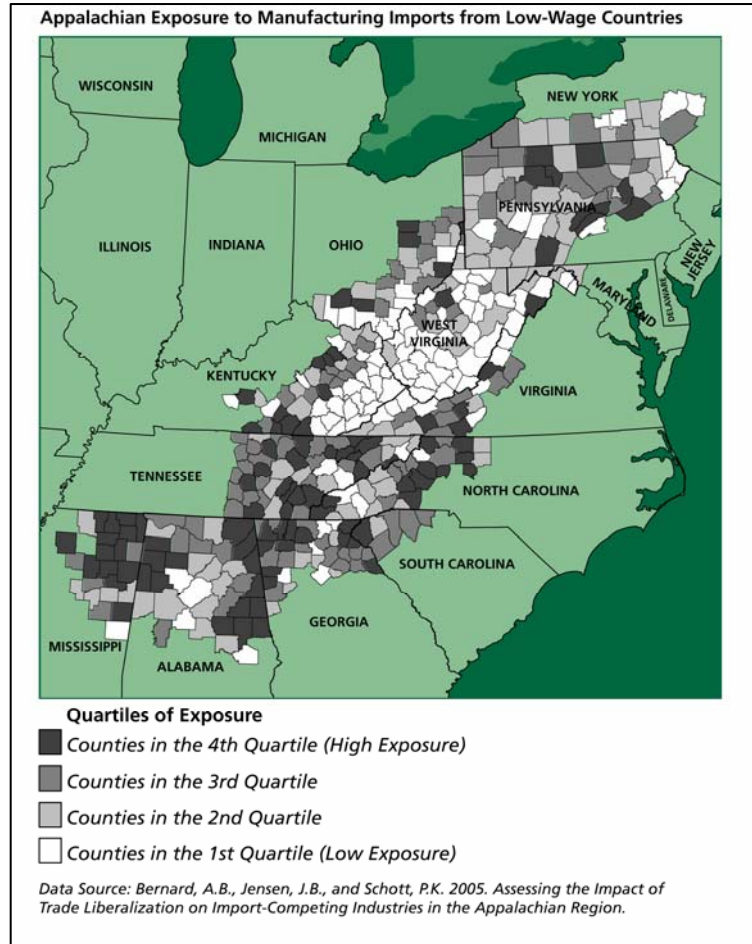 Appalachian Exposure to Manufacturing Imports from Low-Wage Countries
WISCONSIN
NEW YORK
MICHIGAN
PENNSYLVANIA
ILLINOIS
INDIANA
OHIO
NEW
JERSEY
MARYLAND
DELAWARE
WEST
VIRGINIA
KENTUCKY
VIRGINIA
TENNESSEE
NORTH CAROLINA
SOUTH CAROLINA
GEORGIA
MISSISSIPPI
ALABAMA
Quartiles of Exposure
Counties in the 4th Quartile (High Exposure)
Counties in the 3rd Quartile
Counties in the 2nd Quartile
Counties in the 1st Quartile (Low Exposure)
Data Source: Bernard, A.B., Jensen, J.B., and Schott, P.K. 2005. Assessing the Impact of
Trade Liberalization on Import-Competing Industries in the Appalachian Region.